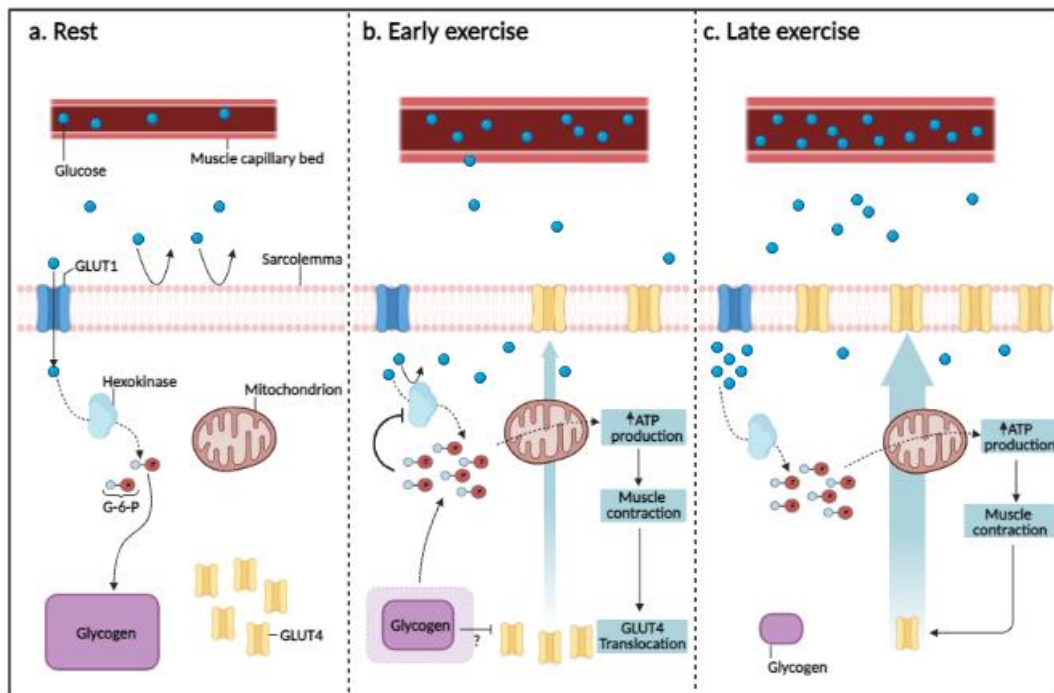 a. Rest
Glucose
Muscle capillary bed
GLUT1
Sarcolemma
Hexokinase
Mitochondrion
G-6-P
Glycogen
GLUT4
b. Early exercise
↑ATP
production
Muscle
contraction
Glycogen
?
GLUT4
Translocation
c. Late exercise
↑ATP
production
Muscle
contraction
Glycogen